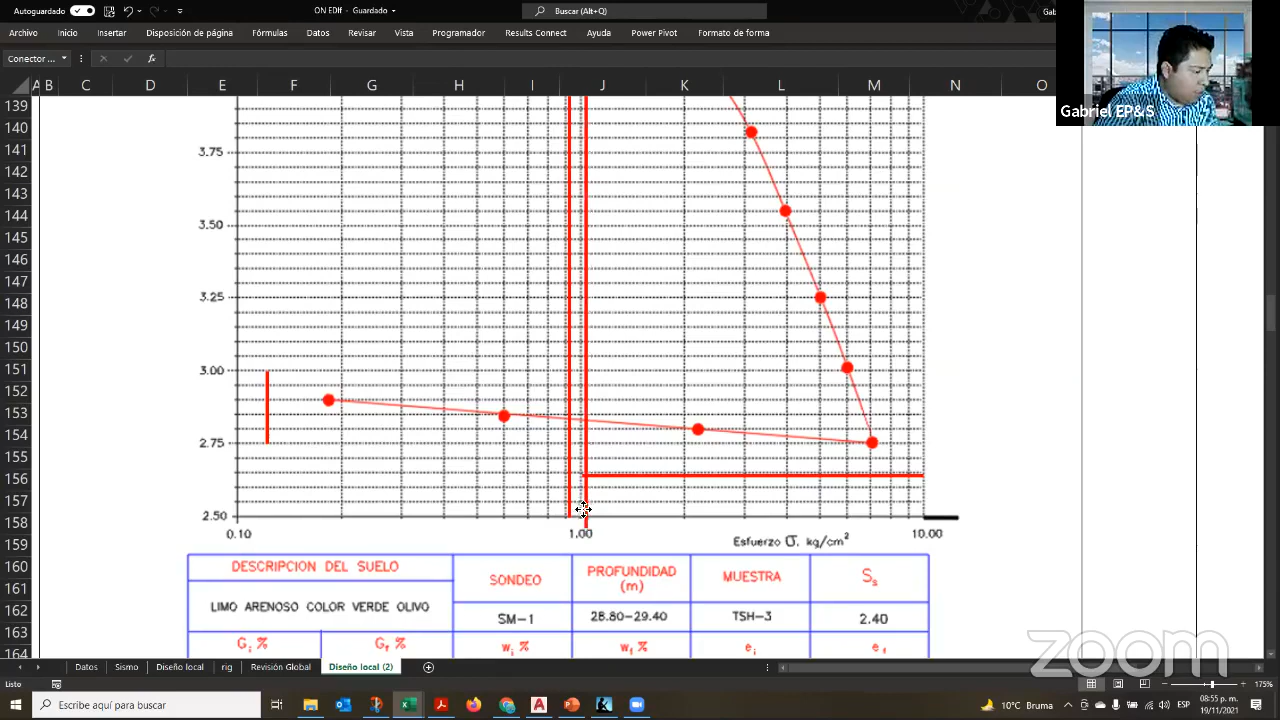 Autoguardado
ON EDIF - Guardado
Buscar (Alt+Q)
Gab
Archivo Inicio Insertar Disposición de página Fórmulas Datos Revisar Programador Results Connect Ayuda Power Pivot Formato de forma
Conector ...
fx
Gabriel EP&S
A B C D E F G H I J K L M N O
139
140
141
142
143
144
145
146
147
148
149
150
151
152
153
154
155
156
157
158
159
160
161
162
163
164
3.75
3.50
3.25
3.00
2.75
2.50
0.10 1.00 10.00
Esfuerzo σ, kg/cm²
DESCRIPCION DEL SUELO SONDEO PROFUNDIDAD (m) MUESTRA Ss
LIMO ARENOSO COLOR VERDE OLIVO SM-1 28.80-29.40 TSH-3 2.40
Gi % Gf % wi % wf % ei ef
zoom
Datos Sismo Diseño local rig Revisión Global Diseño local (2)
Listo
175%
Escribe aquí para buscar
10°C Bruma
ESP
08:55 p. m.
19/11/2021